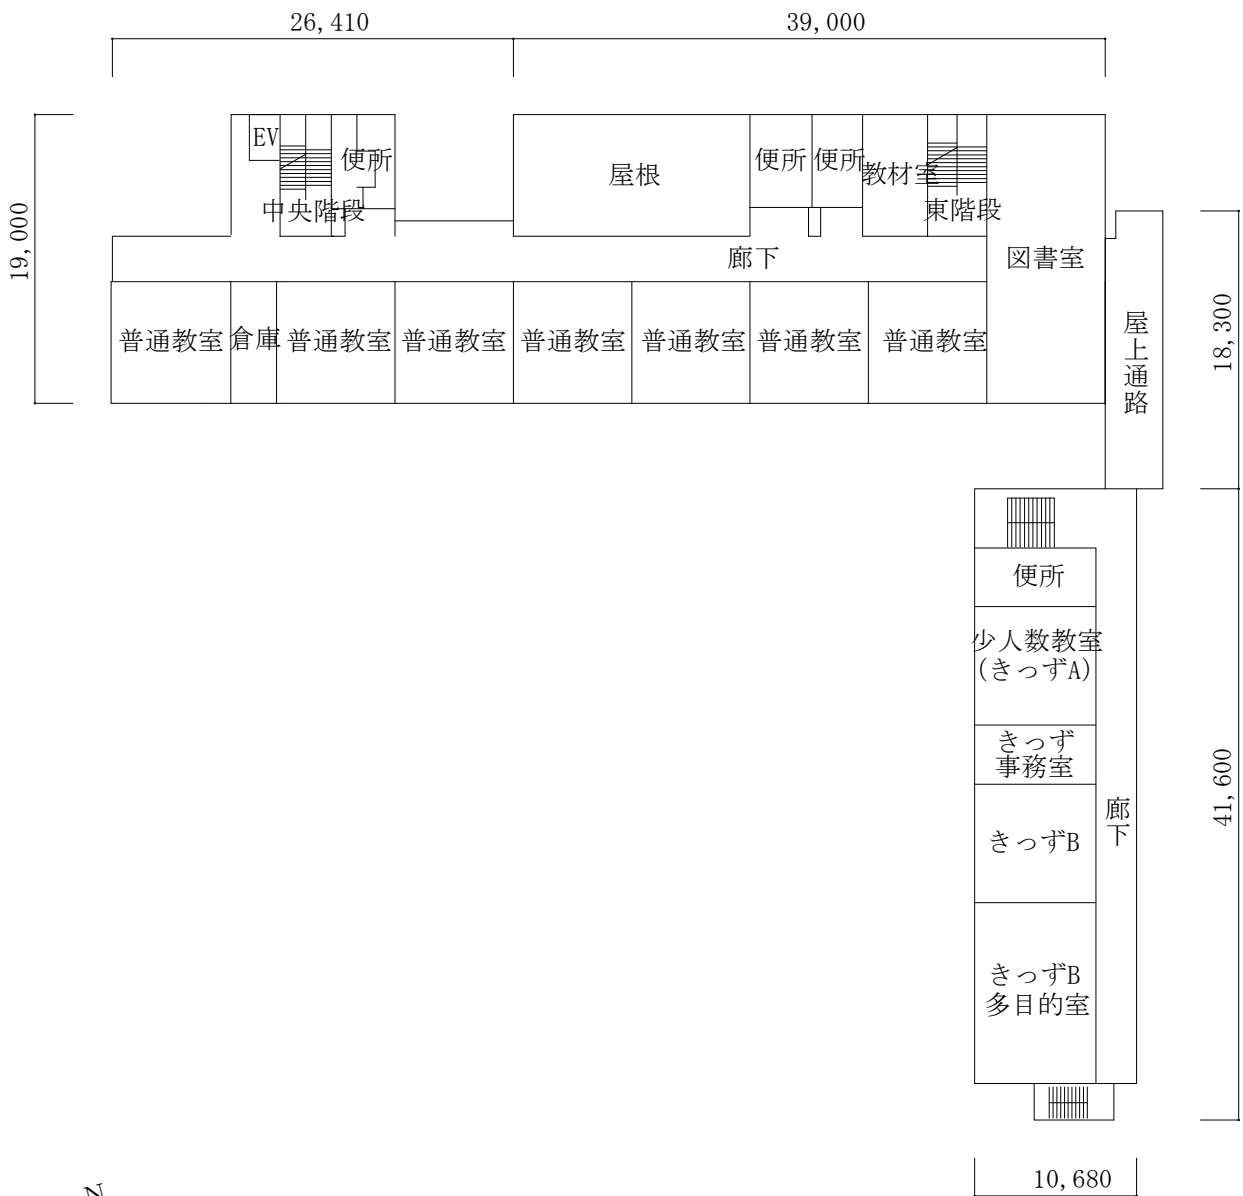 26,410
39,000
EV
便所
屋根
便所
便所
教材室
中央階段
東階段
19,000
廊下
図書室
普通教室
倉庫
普通教室
普通教室
普通教室
普通教室
普通教室
普通教室
屋上通路
18,300
便所
少人数教室
(きっずA)
きっず
事務室
きっずB
廊下
41,600
きっずB
多目的室
10,680
N